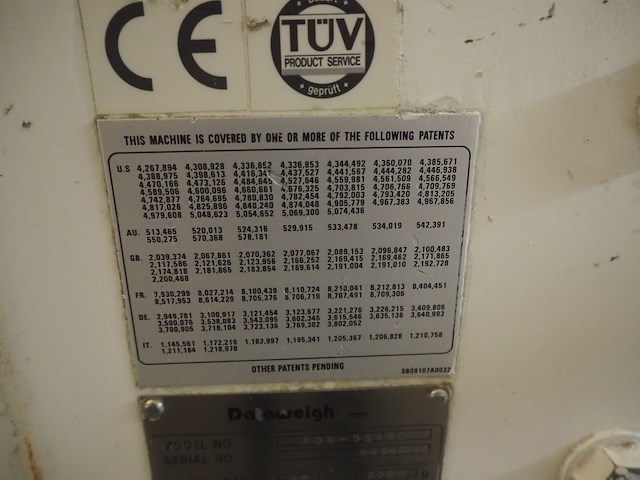 CE
TÜV
PRODUCT SERVICE
geprüft
THIS MACHINE IS COVERED BY ONE OR MORE OF THE FOLLOWING PATENTS
U.S 4,267,894 4,308,928 4,336,852 4,336,853 4,344,492 4,360,070 4,385,671
4,388,975 4,398,613 4,416,341 4,437,527 4,441,567 4,444,282 4,446,938
4,470,166 4,473,126 4,484,645 4,527,646 4,559,981 4,561,509 4,566,549
4,589,506 4,600,096 4,660,661 4,676,325 4,703,815 4,706,766 4,709,769
4,742,877 4,764,695 4,780,830 4,782,454 4,792,003 4,793,420 4,813,205
4,817,026 4,825,896 4,840,240 4,874,048 4,905,779 4,967,383 4,967,856
4,979,608 5,048,623 5,054,652 5,069,300 5,074,436
AU. 513,465 520,013 524,316 529,915 533,478 534,019 542,391
550,275 570,368 578,181
GB. 2,039,374 2,067,861 2,070,362 2,077,067 2,089,153 2,096,847 2,100,483
2,117,586 2,121,626 2,123,956 2,166,252 2,169,415 2,169,462 2,171,865
2,174,818 2,181,865 2,183,854 2,189,614 2,191,004 2,191,010 2,192,728
2,200,468
FR. 7,930,299 8,027,214 8,100,439 8,110,724 8,210,041 8,212,813 8,404,451
8,517,953 8,614,229 8,705,376 8,706,719 8,707,491 8,709,306
DE. 2,949,781 3,100,917 3,121,454 3,123,677 3,221,276 3,226,215 3,409,806
3,500,076 3,538,083 3,543,095 3,602,345 3,615,546 3,635,136 3,640,993
3,700,905 3,718,104 3,723,136 3,769,302 3,802,052
IT. 1,145,561 1,172,219 1,183,997 1,195,341 1,205,367 1,206,828 1,210,758
1,211,184 1,218,978
OTHER PATENTS PENDING
SB39107A0032
Dataweigh
MODEL NO.
SERIAL NO